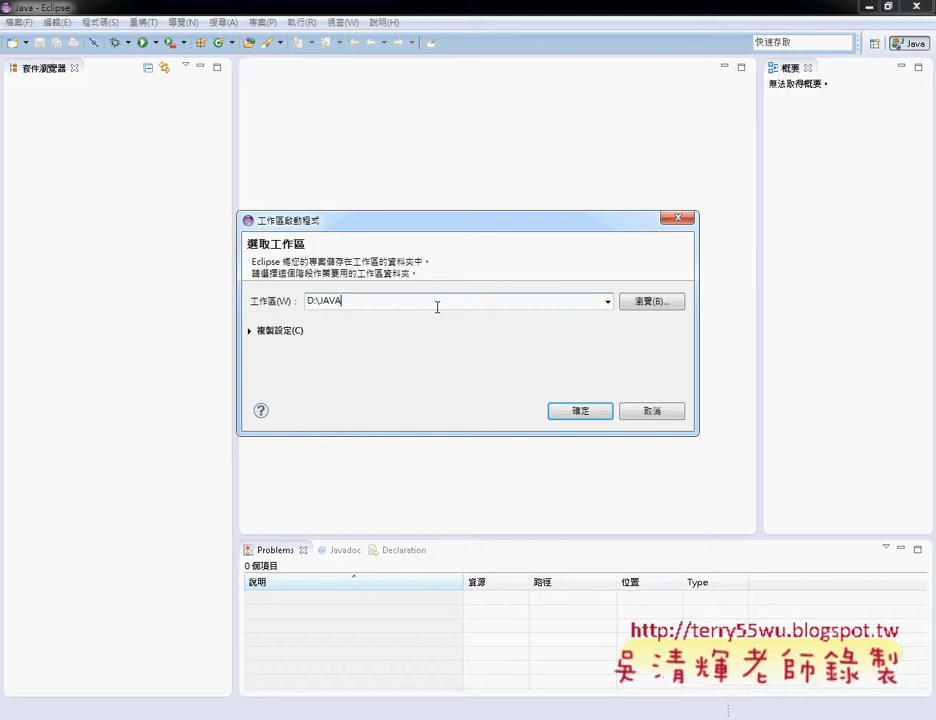 Java - Eclipse
檔案(F) 編輯(E) 程式碼(S) 重構(T) 導覽(N) 搜尋(A) 專案(P) 執行(R) 視窗(W) 說明(H)
快速存取
Java
套件瀏覽器
概要
無法取得概要。
工作區啟動程式
選取工作區
Eclipse 將您的專案儲存在工作區的資料夾中。
請選擇這個階段作業要用的工作區資料夾。
工作區(W)： D:\JAVA 瀏覽(B)...
複製設定(C)
確定 取消
Problems Javadoc Declaration
0 個項目
說明 資源 路徑 位置 Type
http://terry55wu.blogspot.tw
吳清輝老師錄製